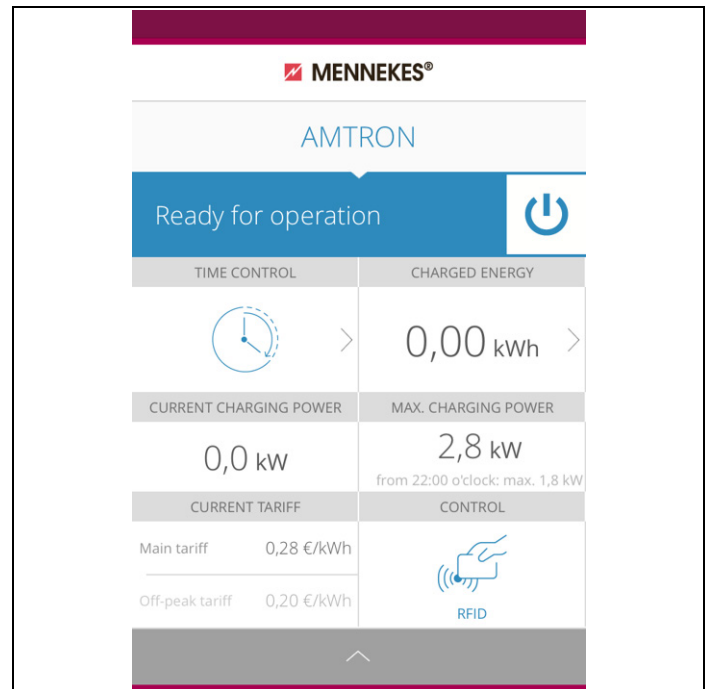 MENNEKES®
AMTRON
Ready for operation
TIME CONTROL
CHARGED ENERGY
0,00 kWh
CURRENT CHARGING POWER
MAX. CHARGING POWER
0,0 kW
2,8 kW
from 22:00 o'clock: max. 1,8 kW
CURRENT TARIFF
CONTROL
Main tariff 0,28 €/kWh
Off-peak tariff 0,20 €/kWh
RFID